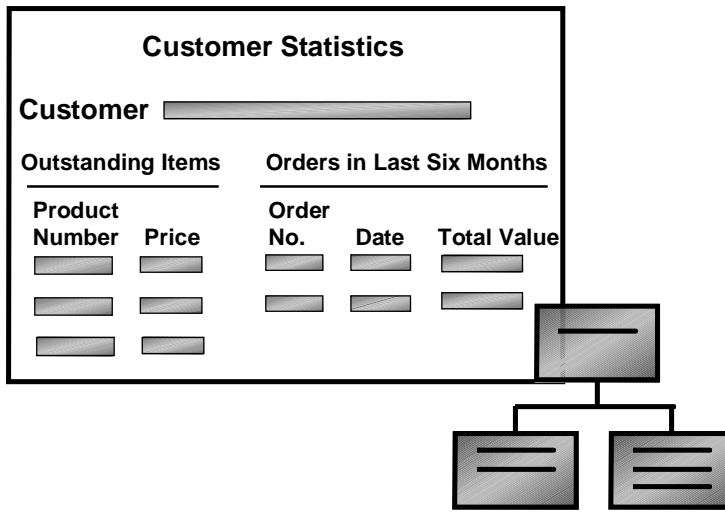 Customer Statistics
Customer
Outstanding Items
Orders in Last Six Months
Product
Number Price
Order
No. Date Total Value